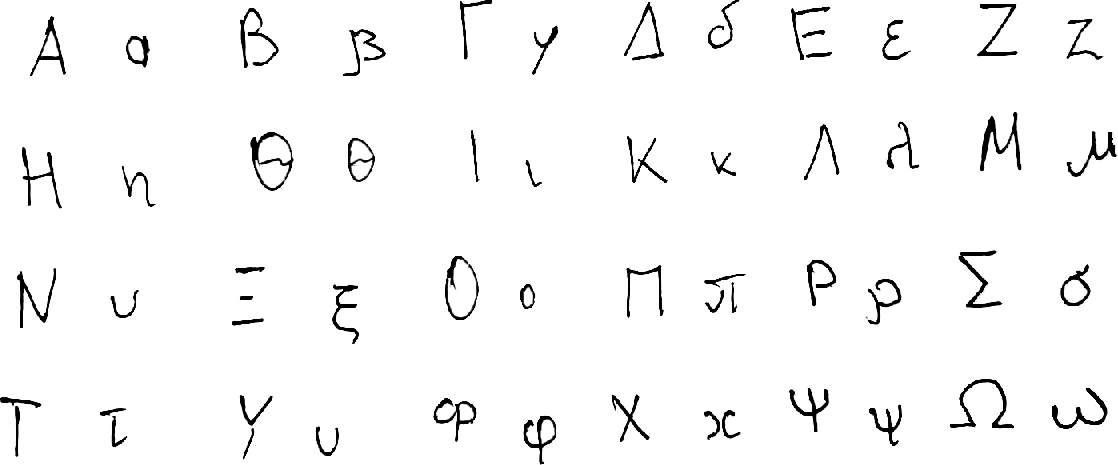 Α α Β β Γ γ Δ δ Ε ε Ζ ζ
Η η Θ θ Ι ι Κ κ Λ λ Μ μ
Ν ν Ξ ξ Ο ο Π π Ρ ρ Σ σ
Τ τ Υ υ Φ φ Χ χ Ψ ψ Ω ω